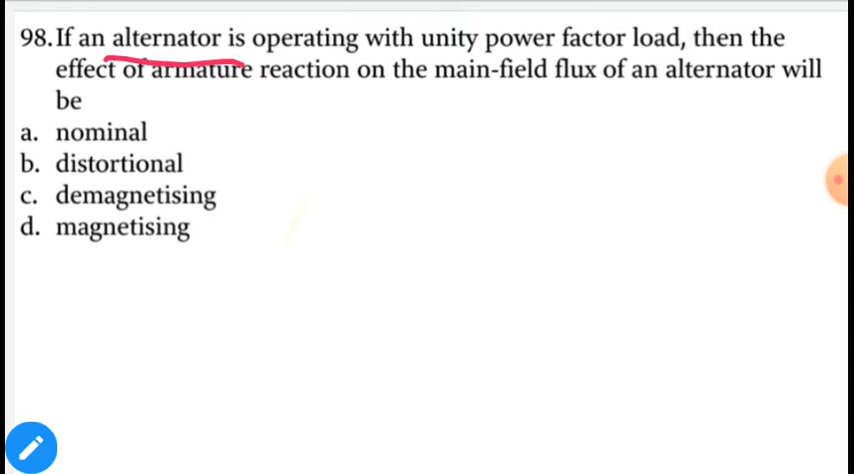 98. If an alternator is operating with unity power factor load, then the
effect of armature reaction on the main-field flux of an alternator will
be
a. nominal
b. distortional
c. demagnetising
d. magnetising